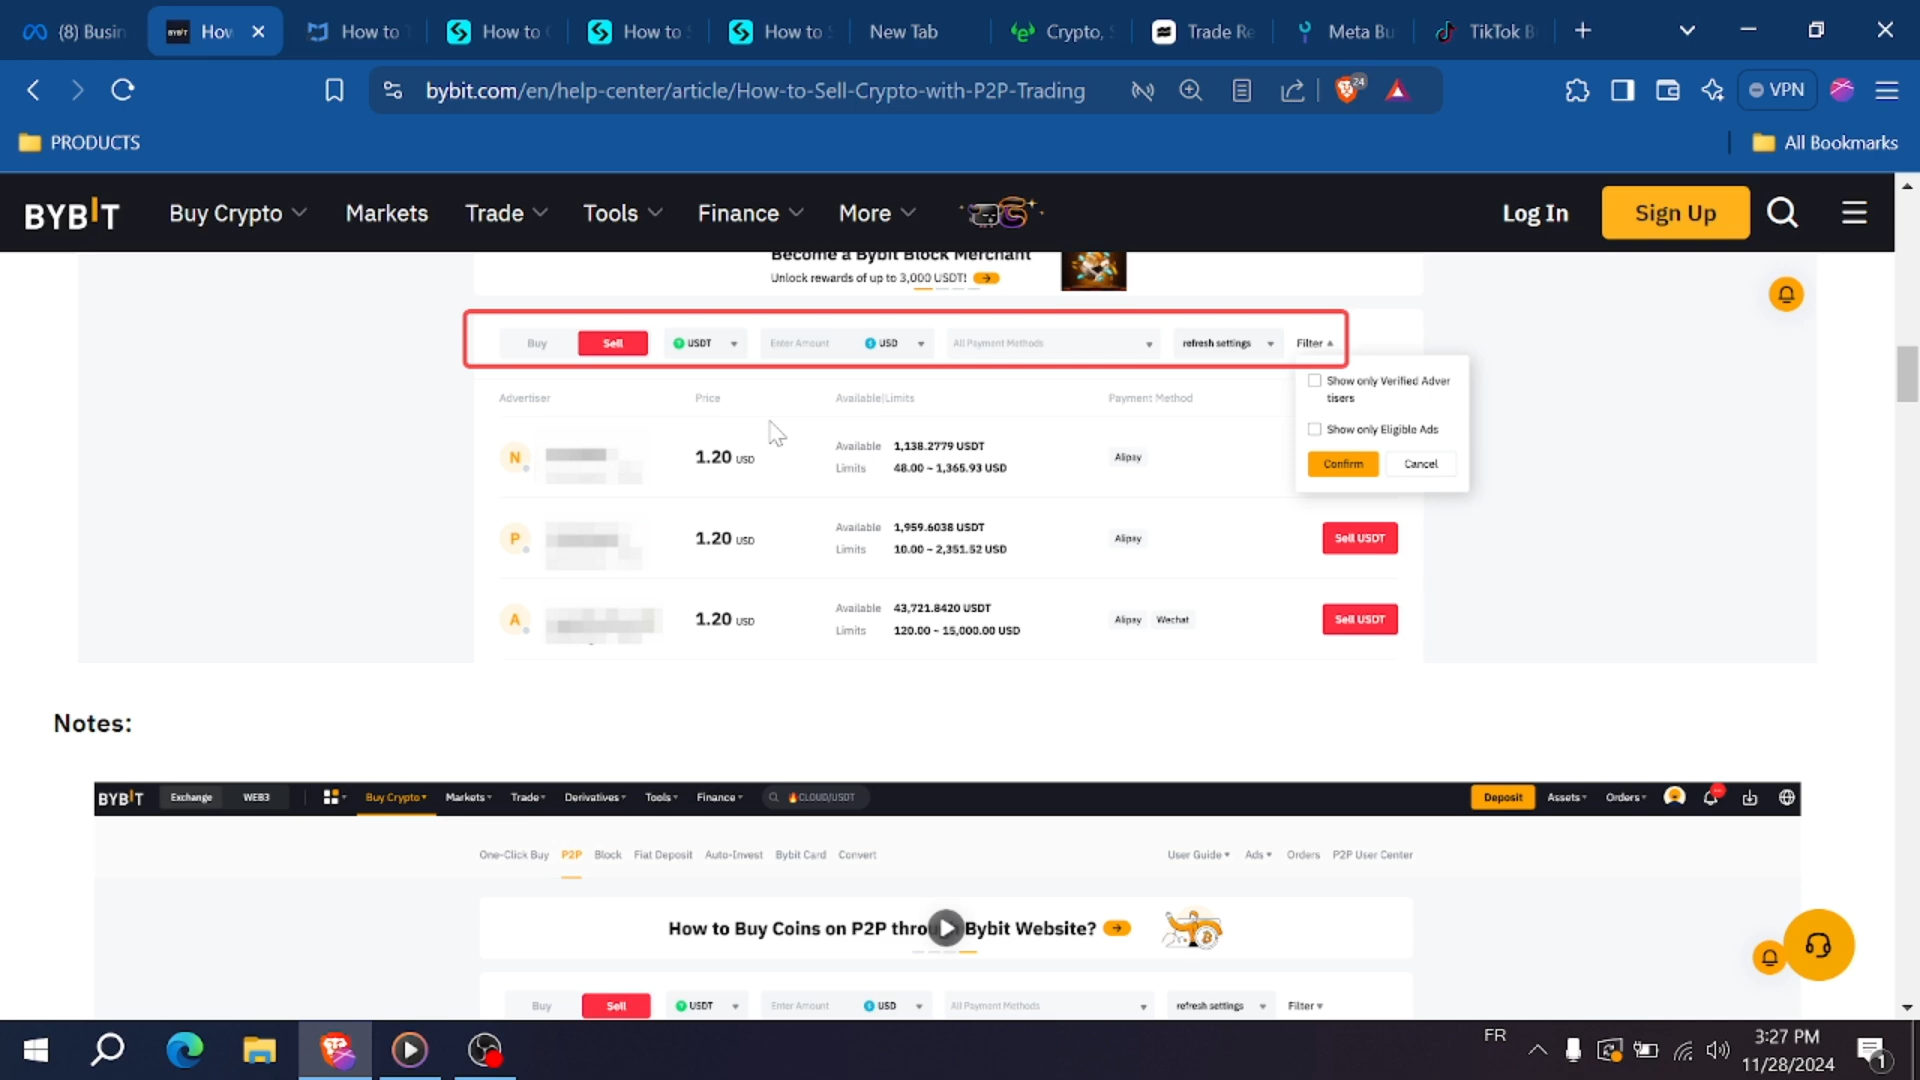 (8) Busin
How
How to
How to
How to
How to
New Tab
Crypto,
Trade Re
Meta Bu
TikTok B
bybit.com/en/help-center/article/How-to-Sell-Crypto-with-P2P-Trading
24
VPN
PRODUCTS
All Bookmarks
BYBIT
Buy Crypto
Markets
Trade
Tools
Finance
More
Log In
Sign Up
Become a Bybit Block Merchant
Unlock rewards of up to 3,000 USDT!
Buy
Sell
USDT
Enter Amount
USD
All Payment Methods
refresh settings
Filter
Show only Verified Adver
tisers
Show only Eligible Ads
Confirm
Cancel
Advertiser
Price
Available|Limits
Payment Method
N
1.20 USD
Available 1,138.2779 USDT
Limits 48.00 ~ 1,365.93 USD
Alipay
P
1.20 USD
Available 1,959.6038 USDT
Limits 10.00 ~ 2,351.52 USD
Alipay
Sell USDT
A
1.20 USD
Available 43,721.8420 USDT
Limits 120.00 ~ 15,000.00 USD
Alipay
Wechat
Sell USDT
Notes:
BYBIT
Exchange
WEB3
Buy Crypto
Markets
Trade
Derivatives
Tools
Finance
CLOUD/USDT
Deposit
Assets
Orders
One-Click Buy
P2P
Block
Fiat Deposit
Auto-Invest
Bybit Card
Convert
User Guide
Ads
Orders
P2P User Center
How to Buy Coins on P2P through Bybit Website?
Buy
Sell
USDT
Enter Amount
USD
All Payment Methods
refresh settings
Filter
FR
3:27 PM
11/28/2024
1